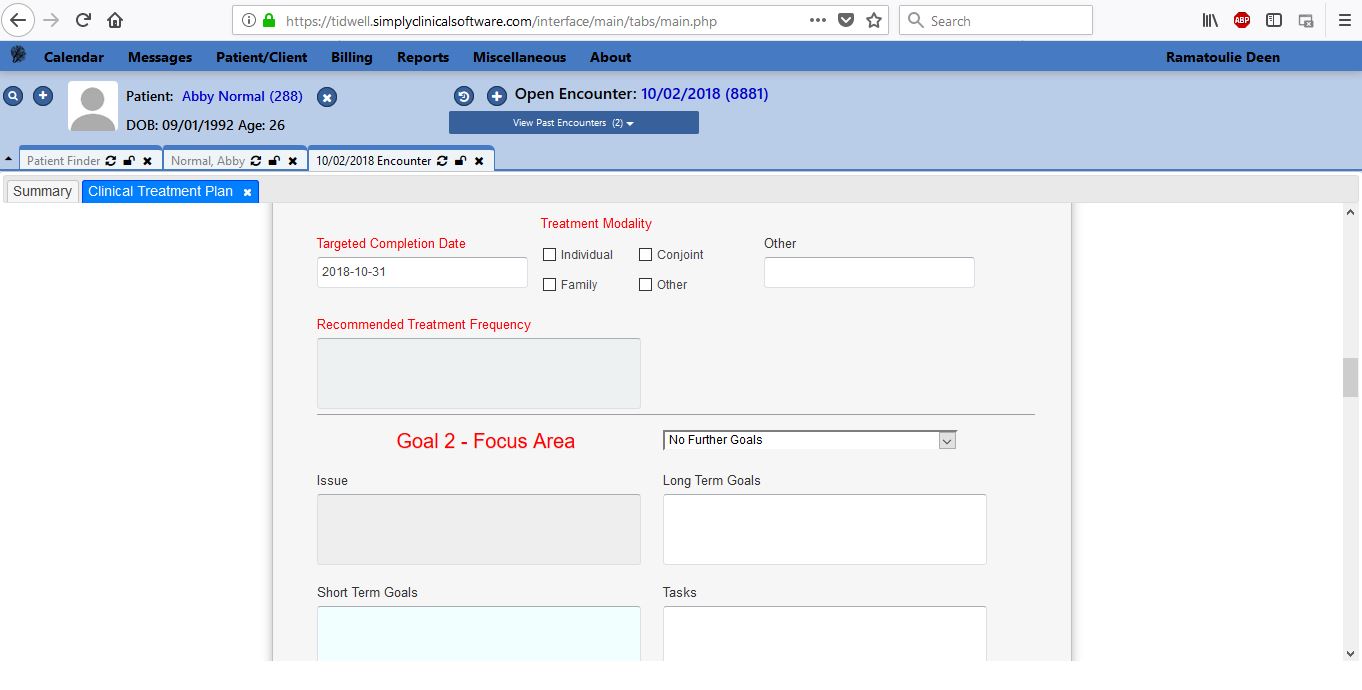 https://tidwell.simplyclinicalsoftware.com/interface/main/tabs/main.php
Search
ABP
Calendar Messages Patient/Client Billing Reports Miscellaneous About Ramatoulie Deen
Patient: Abby Normal (288)
Open Encounter: 10/02/2018 (8881)
DOB: 09/01/1992 Age: 26
View Past Encounters (2)
Patient Finder
Normal, Abby
10/02/2018 Encounter
Summary
Clinical Treatment Plan
Treatment Modality
Targeted Completion Date
Other
Individual
Conjoint
2018-10-31
Family
Other
Recommended Treatment Frequency
Goal 2 - Focus Area
No Further Goals
Issue
Long Term Goals
Short Term Goals
Tasks